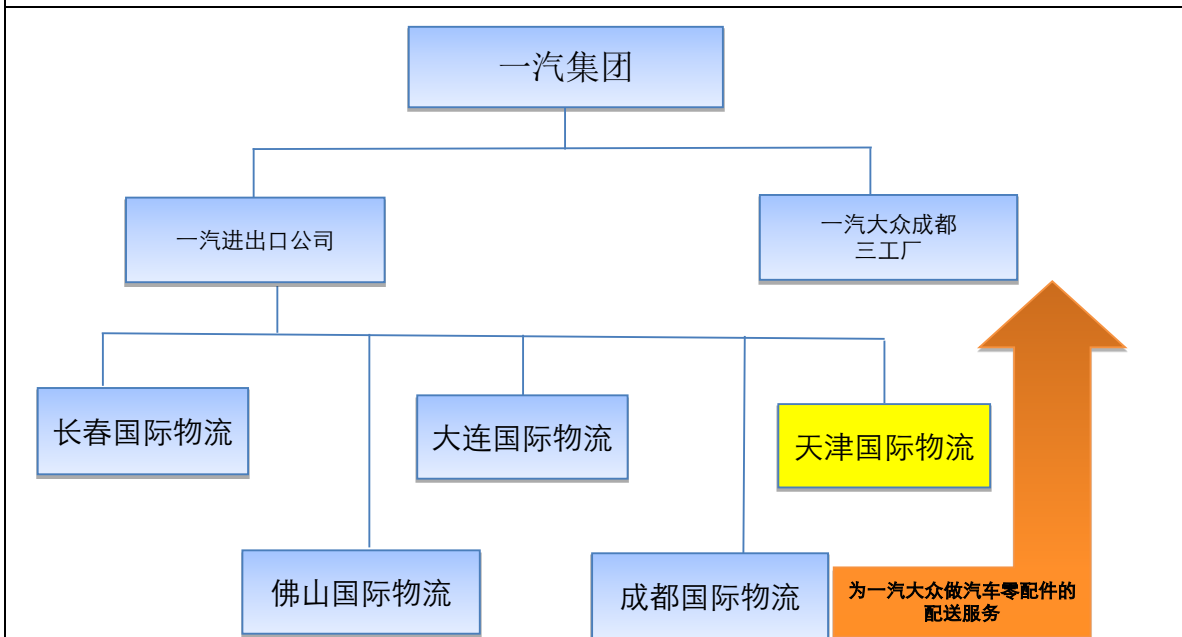 一汽集团
一汽进出口公司
一汽大众成都
三工厂
长春国际物流
大连国际物流
天津国际物流
佛山国际物流
成都国际物流
为一汽大众做汽车零配件的
配送服务